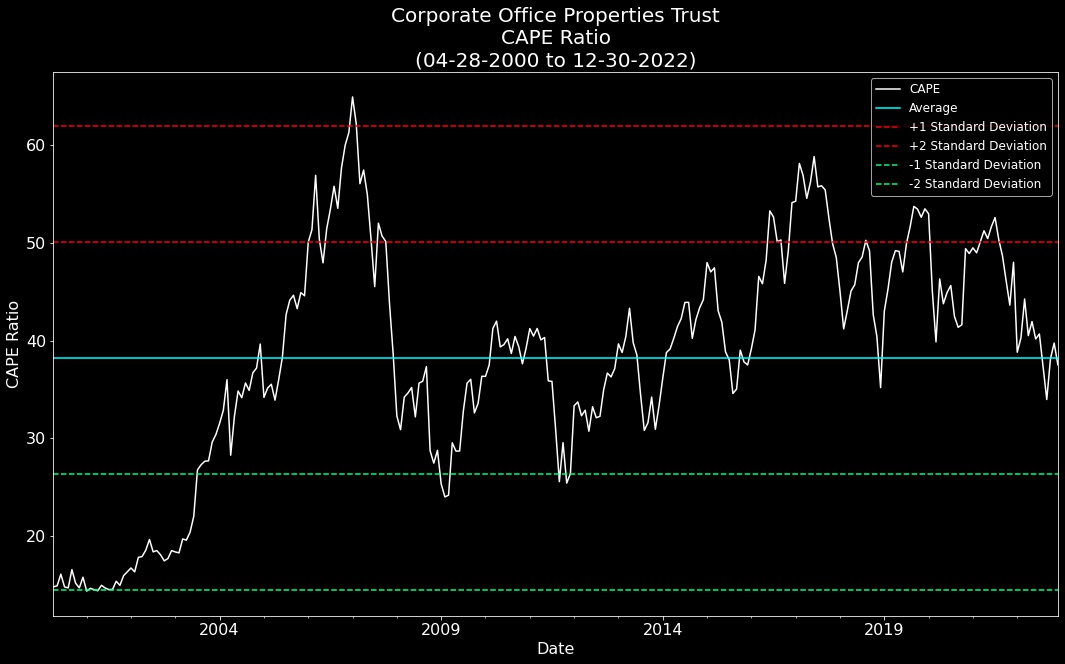 Corporate Office Properties Trust
CAPE Ratio
(04-28-2000 to 12-30-2022)
CAPE
Average
+1 Standard Deviation
+2 Standard Deviation
-1 Standard Deviation
-2 Standard Deviation
CAPE Ratio
60
50
40
30
20
2004
2009
2014
2019
Date